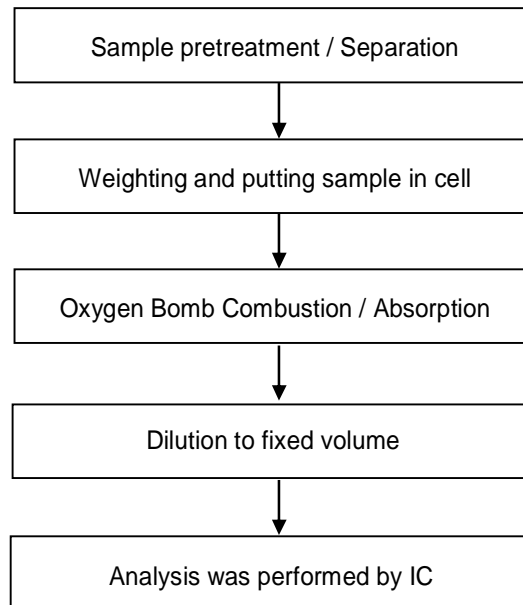 Sample pretreatment / Separation
Weighting and putting sample in cell
Oxygen Bomb Combustion / Absorption
Dilution to fixed volume
Analysis was performed by IC